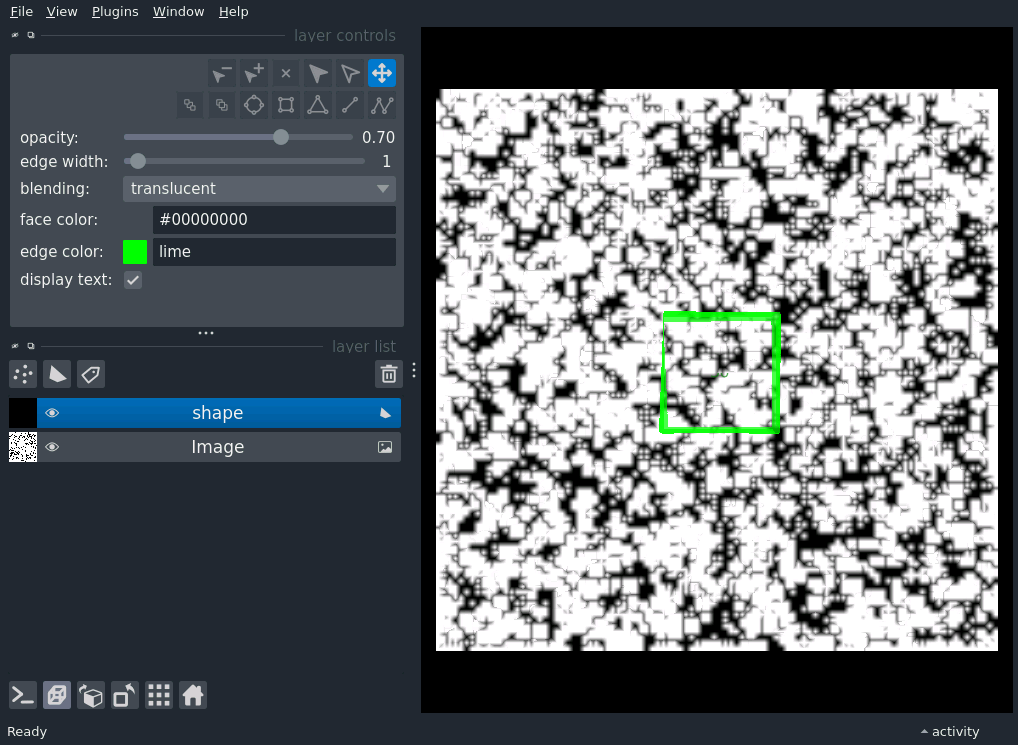 File View Plugins Window Help
layer controls
opacity: 0.70
edge width: 1
blending: translucent
face color: #00000000
edge color: lime
display text:
layer list
shape
Image
Ready
activity